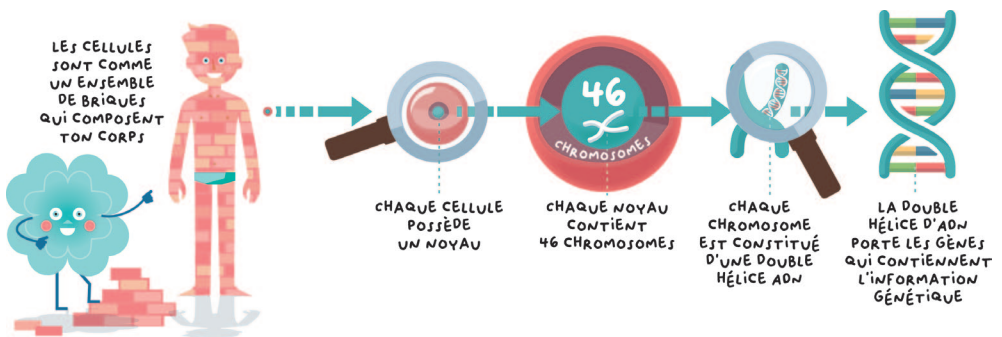 LES CELLULES
SONT COMME
UN ENSEMBLE
DE BRIQUES
QUI COMPOSENT
TON CORPS
46
CHROMOSOMES
CHAQUE CELLULE
POSSÈDE
UN NOYAU
CHAQUE NOYAU
CONTIENT
46 CHROMOSOMES
CHAQUE
CHROMOSOME
EST CONSTITUÉ
D'UNE DOUBLE
HÉLICE ADN
LA DOUBLE
HÉLICE D'ADN
PORTE LES GÈNES
QUI CONTIENNENT
L'INFORMATION
GÉNÉTIQUE